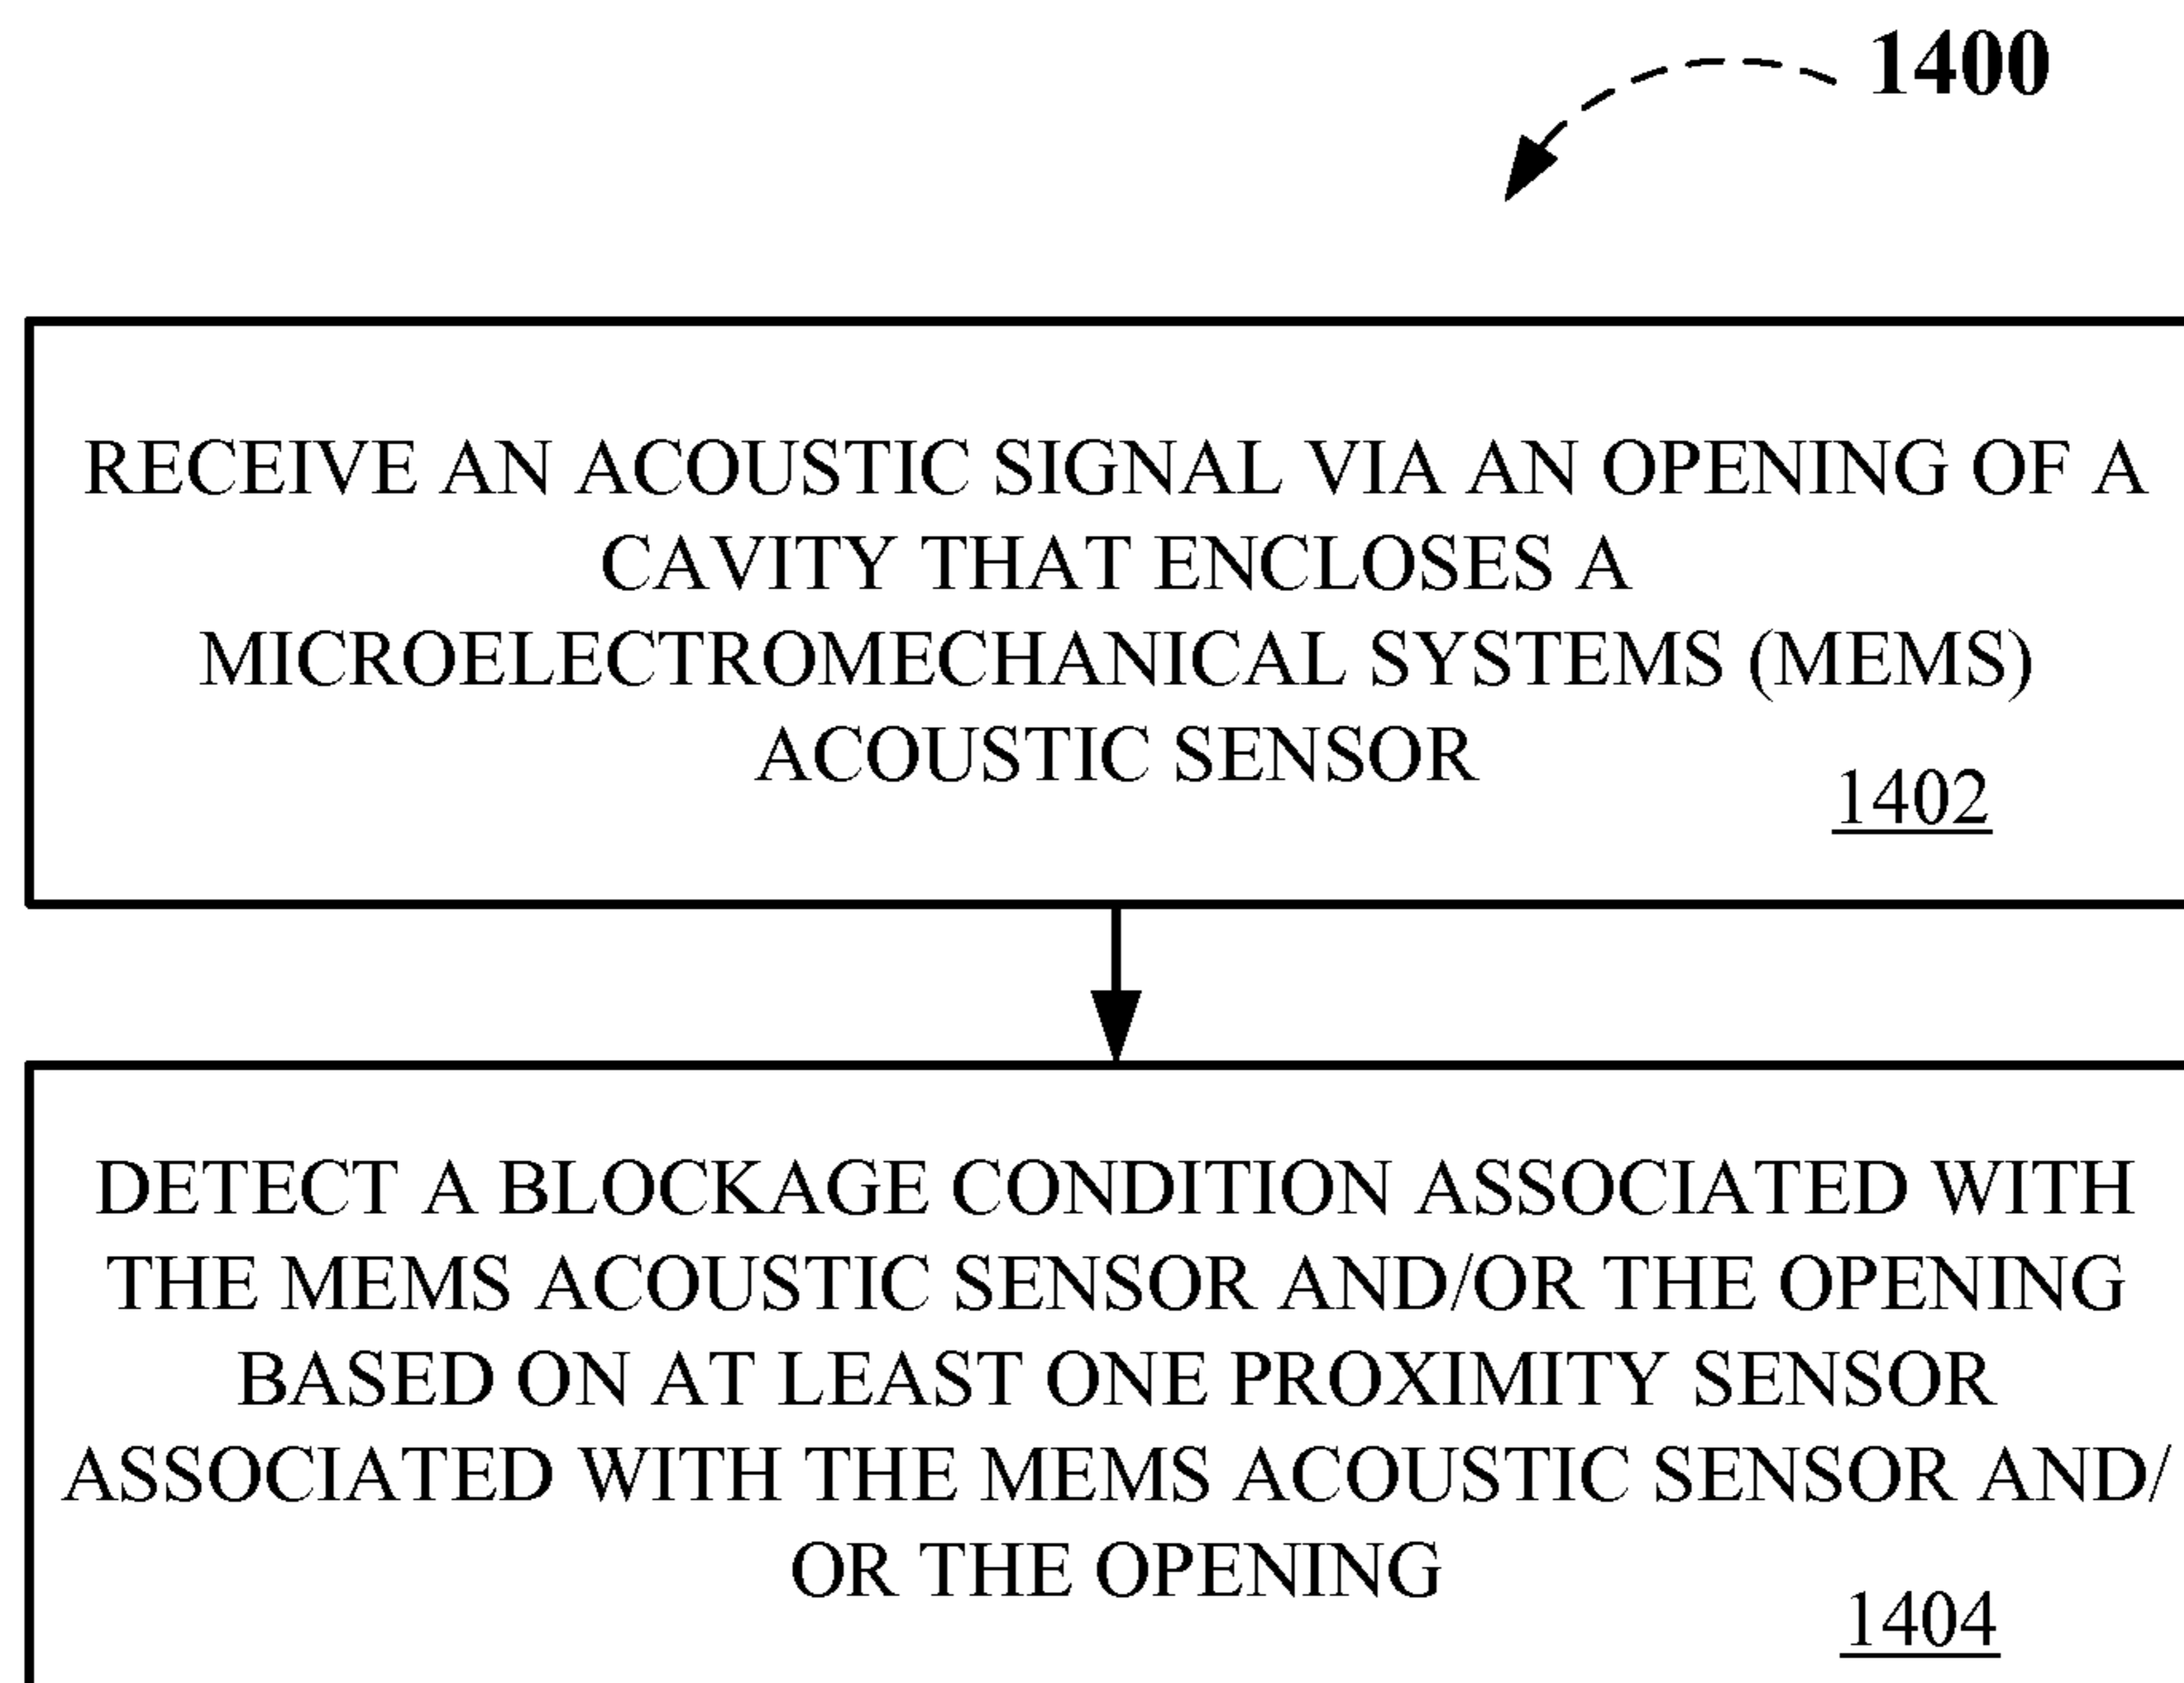 1400
RECEIVE AN ACOUSTIC SIGNAL VIA AN OPENING OF A
CAVITY THAT ENCLOSES A
MICROELECTROMECHANICAL SYSTEMS (MEMS)
ACOUSTIC SENSOR
1402
DETECT A BLOCKAGE CONDITION ASSOCIATED WITH
THE MEMS ACOUSTIC SENSOR AND/OR THE OPENING
BASED ON AT LEAST ONE PROXIMITY SENSOR
ASSOCIATED WITH THE MEMS ACOUSTIC SENSOR AND/
OR THE OPENING
1404